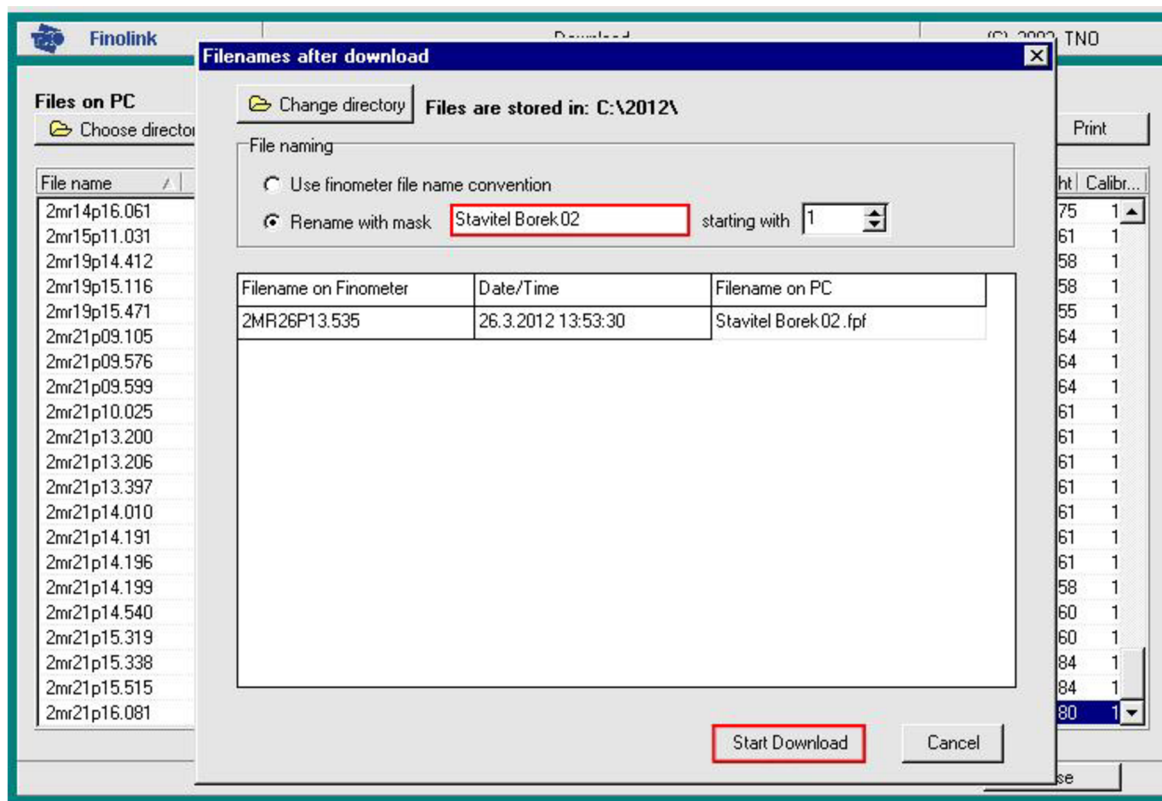 Finolink
TNO
Filenames after download
Files on PC
Choose
Change directory
Files are stored in: C:\2012\
Print
File naming
Use finometer file name convention
Rename with mask
Stavitel Borek02
starting with
1
File name
Calibr...
Filename on Finometer
Date/Time
Filename on PC
2MR26P13.535
26.3.2012 13:53:30
Stavitel Borek02.fpf
2mr14p16.061
75 1
2mr15p11.031
61 1
2mr19p14.412
58 1
2mr19p15.116
58 1
2mr19p15.471
55 1
2mr21p09.105
64 1
2mr21p09.576
64 1
2mr21p09.599
64 1
2mr21p10.025
61 1
2mr21p13.200
61 1
2mr21p13.206
61 1
2mr21p13.397
61 1
2mr21p14.010
61 1
2mr21p14.191
61 1
2mr21p14.196
61 1
2mr21p14.199
58 1
2mr21p14.540
60 1
2mr21p15.319
60 1
2mr21p15.338
84 1
2mr21p15.515
84 1
2mr21p16.081
80 1
Start Download
Cancel